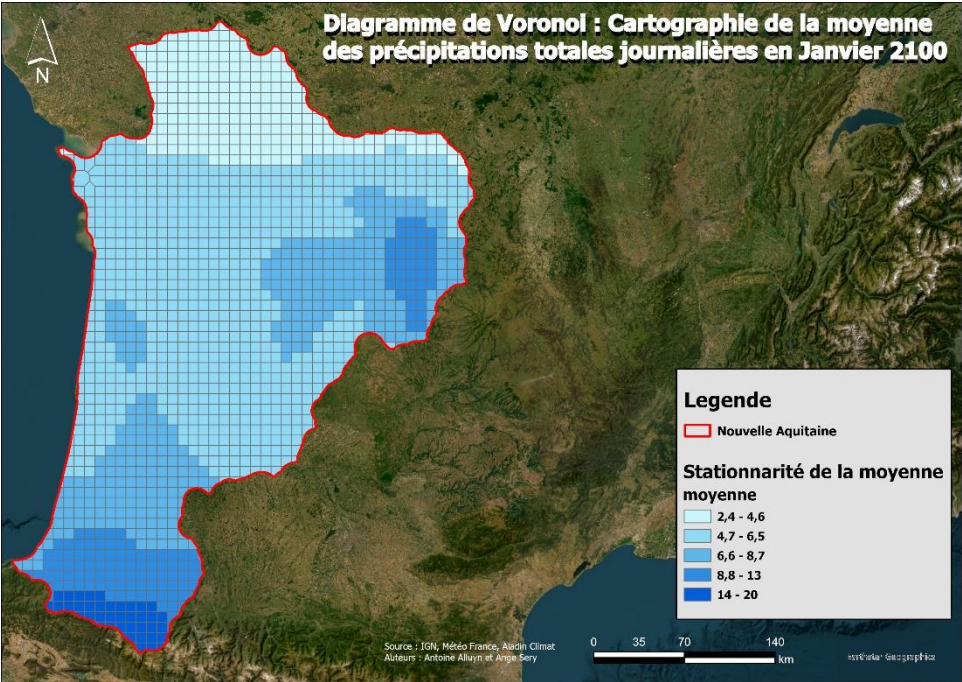 Diagramme de Voronoi : Cartographie de la moyenne
des précipitations totales journalières en Janvier 2100
N
Legende
Nouvelle Aquitaine
Stationnarité de la moyenne
moyenne
2,4 - 4,6
4,7 - 6,5
6,6 - 8,7
8,8 - 13
14 - 20
Source : IGN, Météo France, Aladin Climat
Auteurs : Antoine Alluyn et Ange Sery
0 35 70 140
km
Earthstar Geographics